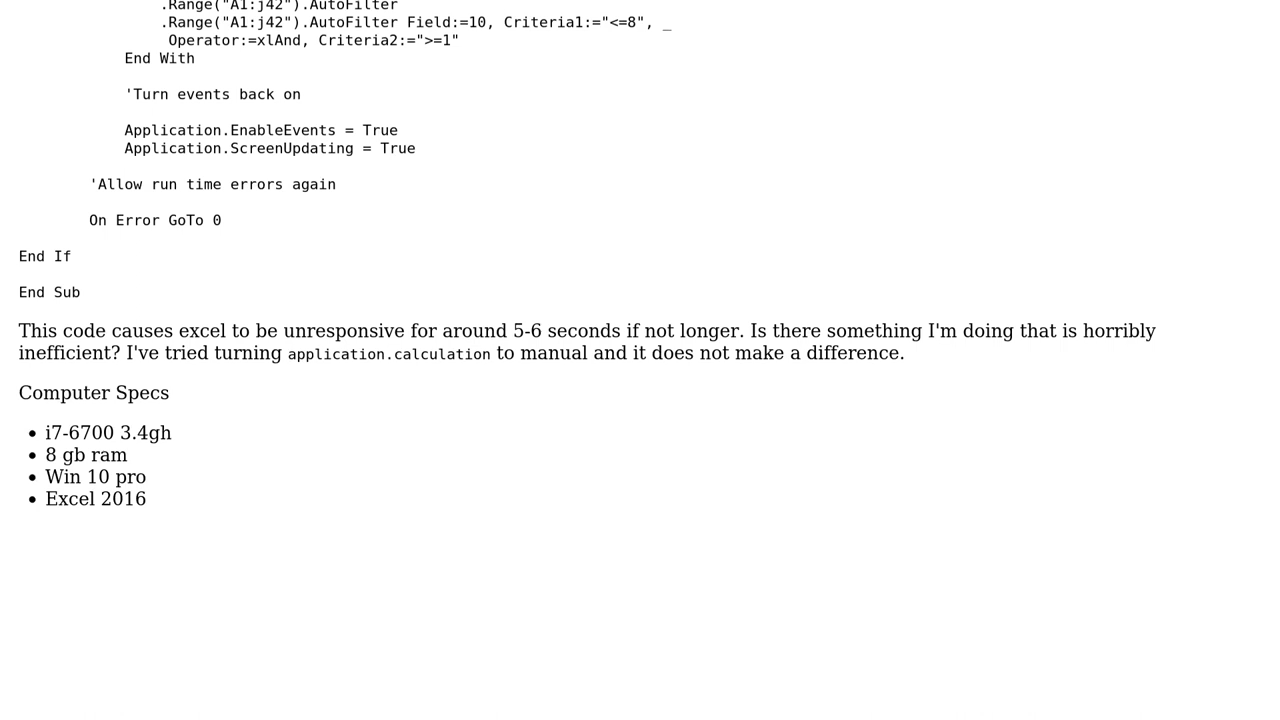 .Range("A1:j42").AutoFilter
.Range("A1:j42").AutoFilter Field:=10, Criteria1:="<=8", _
Operator:=xlAnd, Criteria2:=">=1"
End With
'Turn events back on
Application.EnableEvents = True
Application.ScreenUpdating = True
'Allow run time errors again
On Error GoTo 0
End If
End Sub
This code causes excel to be unresponsive for around 5-6 seconds if not longer. Is there something I'm doing that is horribly
inefficient? I've tried turning application.calculation to manual and it does not make a difference.
Computer Specs
• i7-6700 3.4gh
• 8 gb ram
• Win 10 pro
• Excel 2016